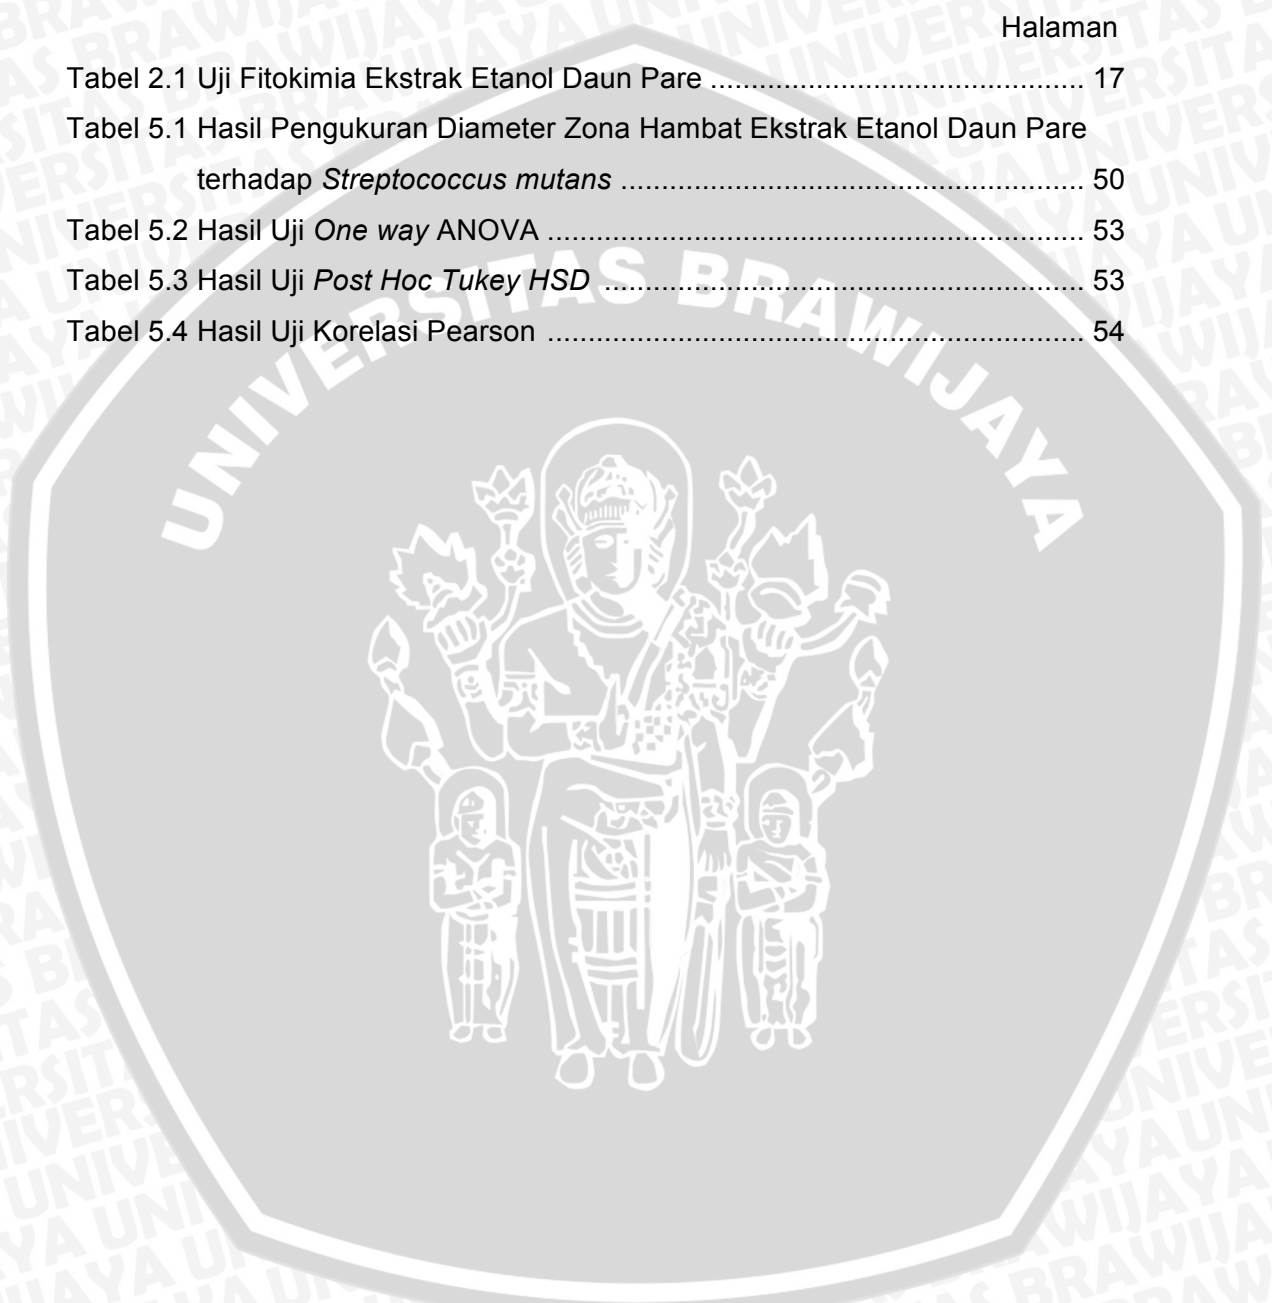 Halaman
Tabel 2.1 Uji Fitokimia Ekstrak Etanol Daun Pare .............................................. 17
Tabel 5.1 Hasil Pengukuran Diameter Zona Hambat Ekstrak Etanol Daun Pare
terhadap Streptococcus mutans ......................................................... 50
Tabel 5.2 Hasil Uji One way ANOVA .................................................................. 53
Tabel 5.3 Hasil Uji Post Hoc Tukey HSD ........................................................... 53
Tabel 5.4 Hasil Uji Korelasi Pearson .................................................................. 54
UNIVERSITAS BRAWIJAYA